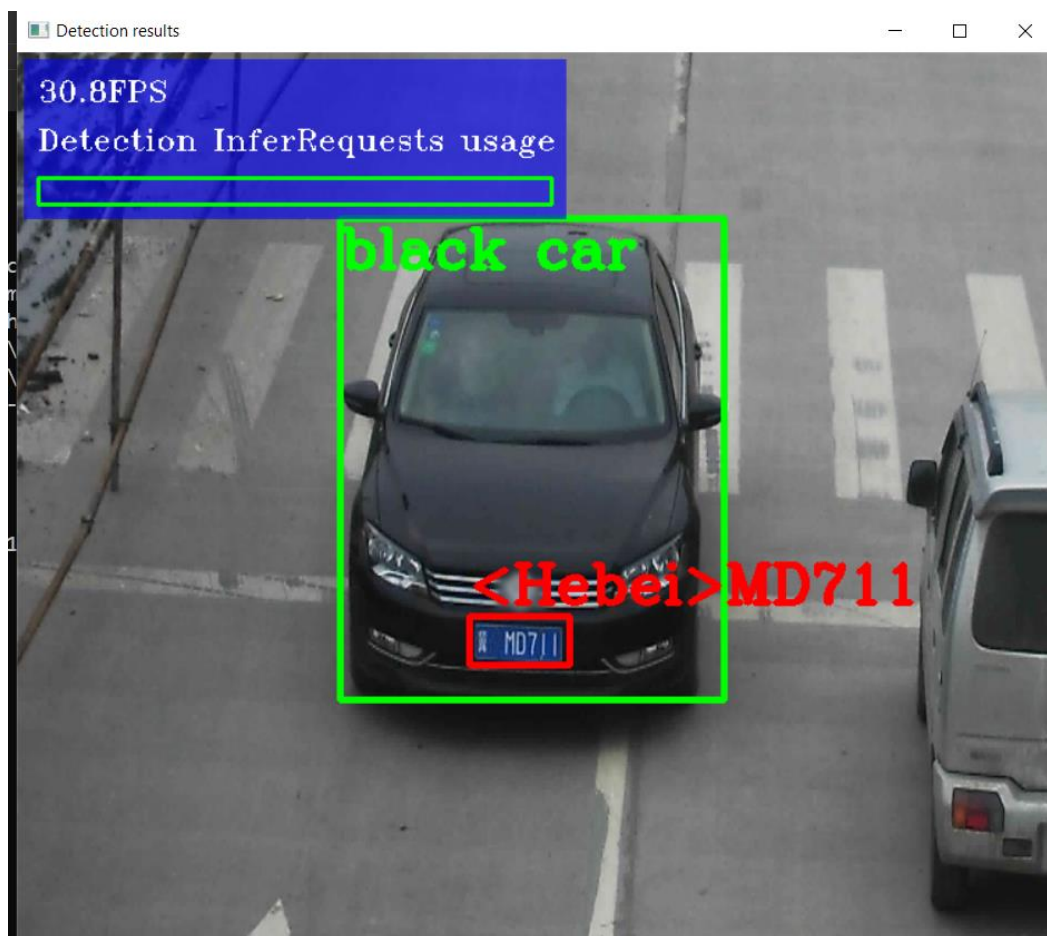 Detection results
30.8FPS
Detection InferRequests usage
black car
<Hebei>MD711
冀 MD711